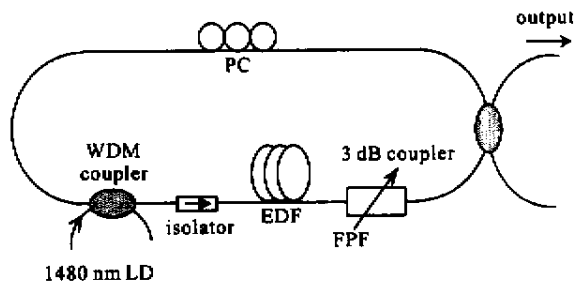 output
PC
WDM
coupler
3 dB coupler
isolator
EDF
FPF
1480 nm LD